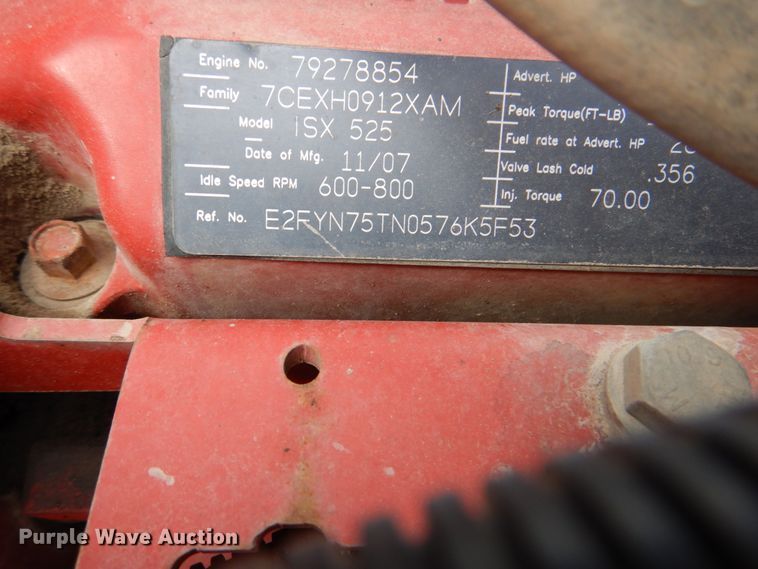 Engine No. 79278854
Family 7CEXH0912XAM
Model iSX 525
Date of Mfg. 11/07
Idle Speed RPM 600-800
Ref. No. E2FYN75TN0576K5F53
Advert. HP
Peak Torque(FT-LB)
Fuel rate at Advert. HP
Valve Lash Cold .356
Inj. Torque 70.00
10.9
Purple Wave Auction